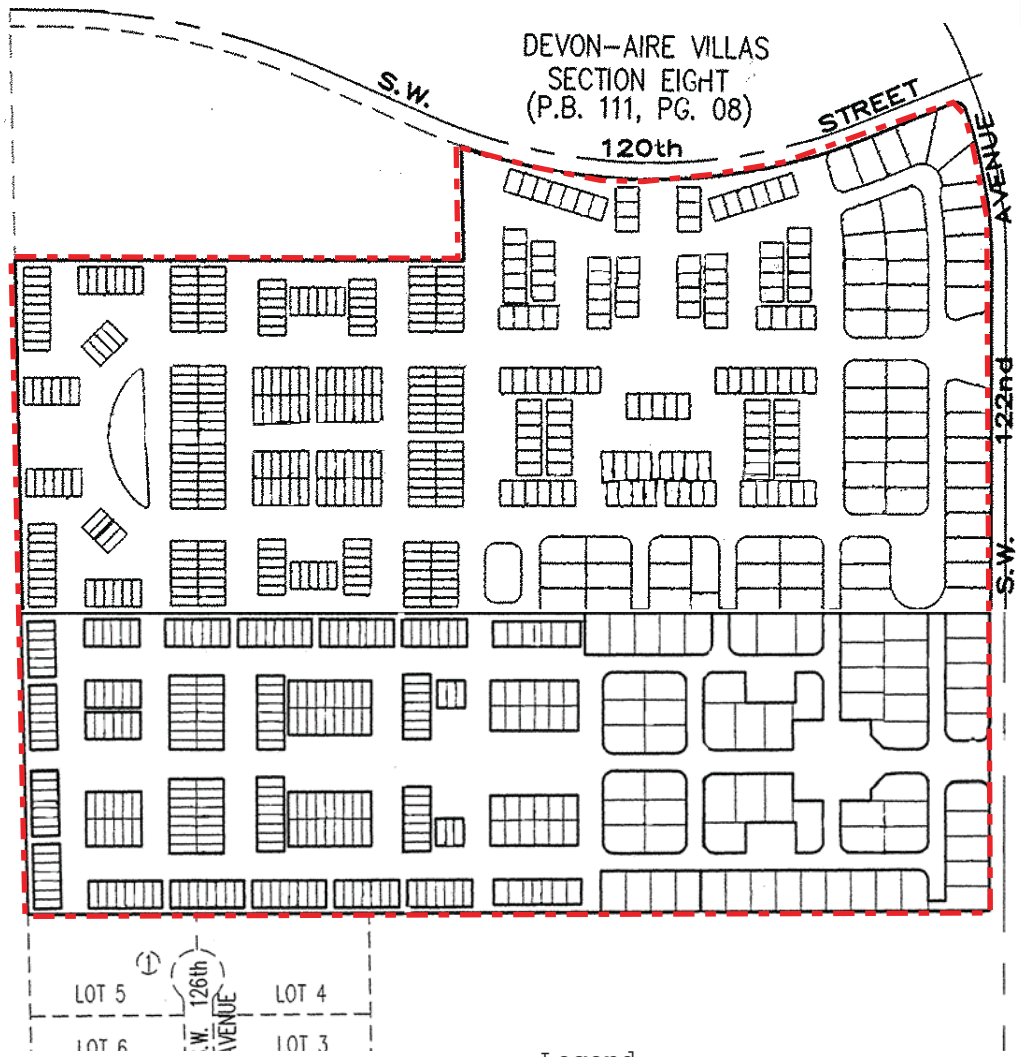 DEVON-AIRE VILLAS
SECTION EIGHT
(P.B. 111, PG. 08)
S.W.
120th
STREET
AVENUE
122nd
S.W.
1
LOT 5
126th
AVENUE
LOT 4
LOT 6
.W.
LOT 3
Legend